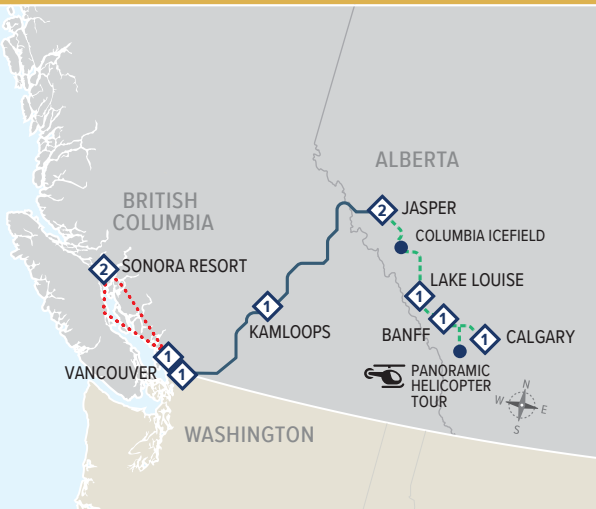 ALBERTA
BRITISH
COLUMBIA
2
JASPER
COLUMBIA ICEFIELD
2
SONORA RESORT
LAKE LOUISE
1
1
KAMLOOPS
1
BANFF
1
CALGARY
VANCOUVER
1
1
PANORAMIC
HELICOPTER
TOUR
N
W
E
S
WASHINGTON